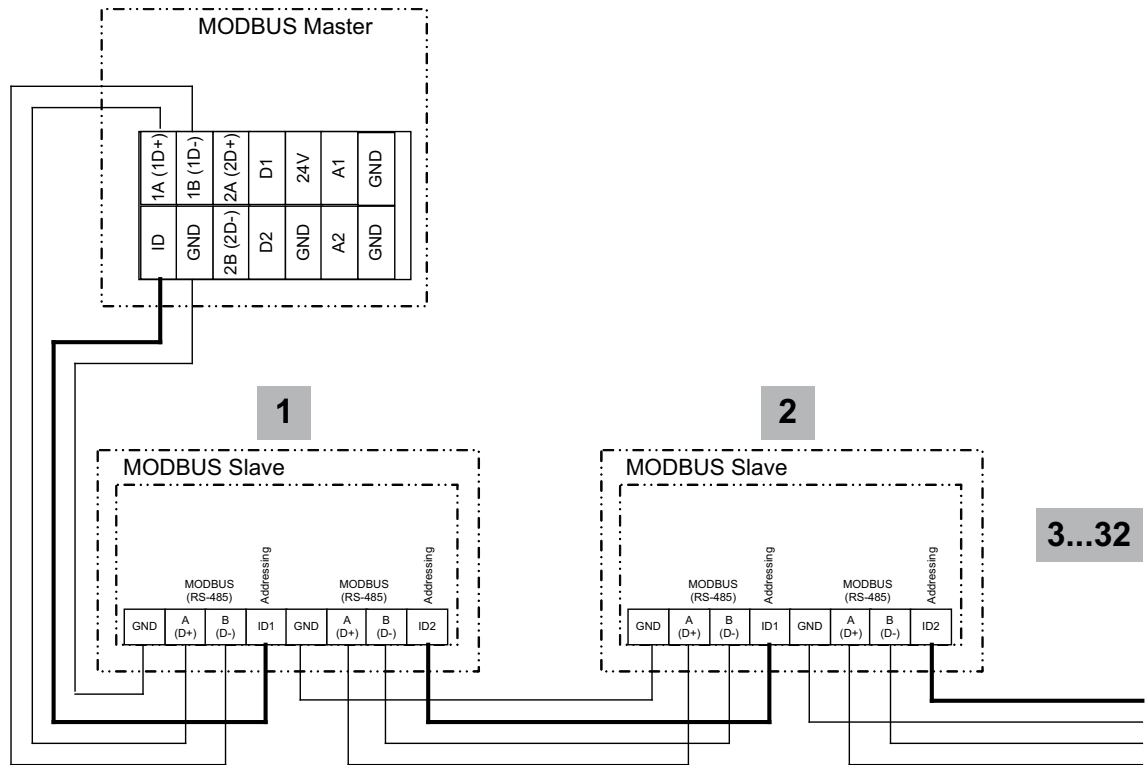 MODBUS Master
1A (1D+) 1B (1D-) 2A (2D+) D1 24V A1 GND
ID GND 2B (2D-) D2 GND A2 GND
1
2
MODBUS Slave
MODBUS (RS-485) Addressing MODBUS (RS-485) Addressing
GND A (D+) B (D-) ID1 GND A (D+) B (D-) ID2
MODBUS Slave
MODBUS (RS-485) Addressing MODBUS (RS-485) Addressing
GND A (D+) B (D-) ID1 GND A (D+) B (D-) ID2
3...32